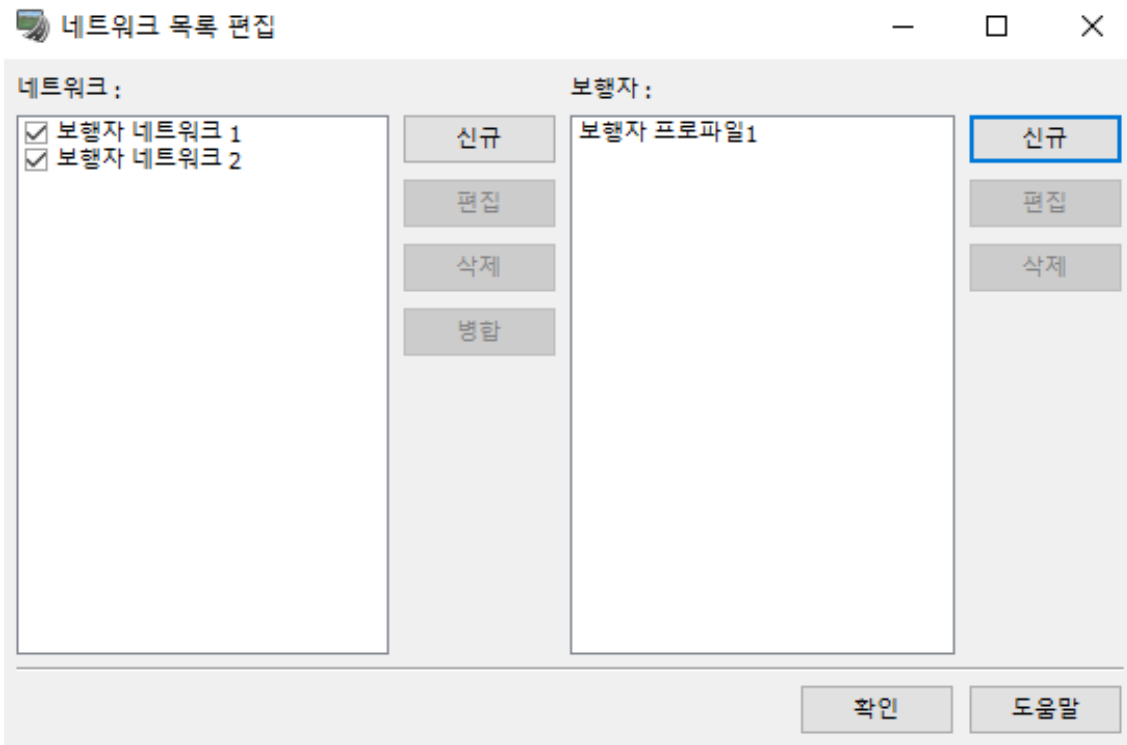 네트워크 목록 편집
네트워크 :
보행자 네트워크 1
보행자 네트워크 2
신규
편집
삭제
병합
보행자 :
보행자 프로파일1
신규
편집
삭제
확인
도움말